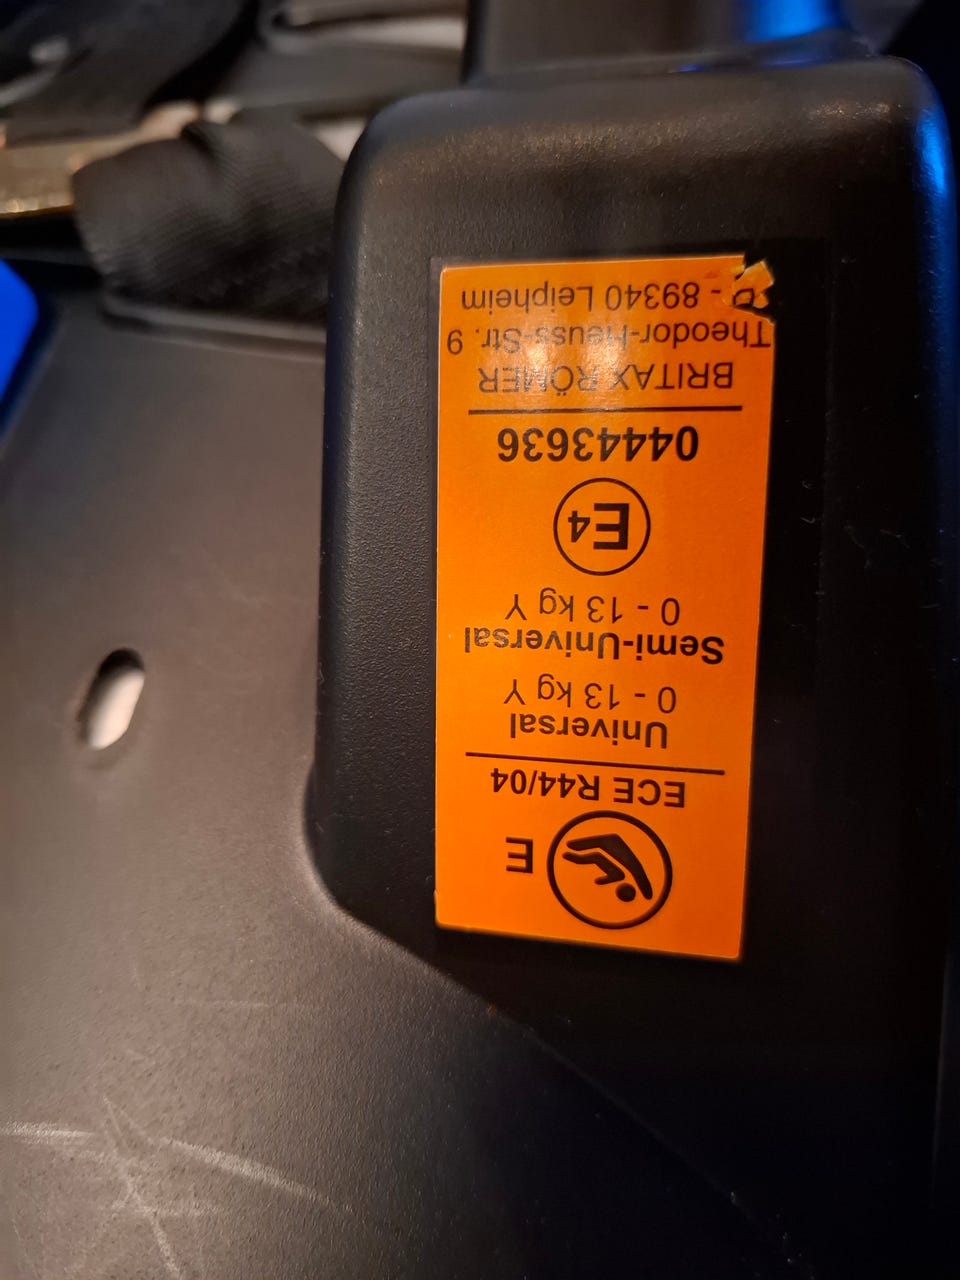 E
ECE R44/04
Universal
0 - 13 kg Y
Semi-Universal
0 - 13 kg Y
E4
04443636
BRITAX RÖMER
Theodor-Heuss-Str. 9
D - 89340 Leipheim